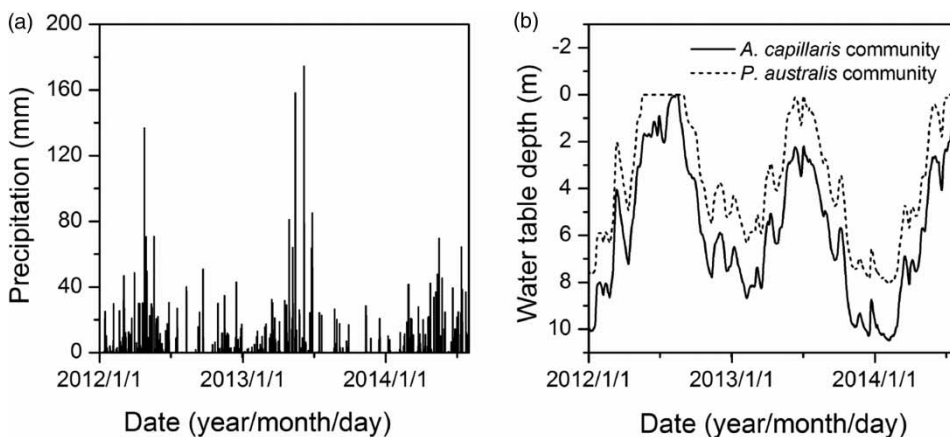 (a)
200
160
120
80
40
0
Precipitation (mm)
2012/1/1
2013/1/1
2014/1/1
Date (year/month/day)
(b)
-2
0
2
4
6
8
10
Water table depth (m)
A. capillaris community
P. australis community
2012/1/1
2013/1/1
2014/1/1
Date (year/month/day)